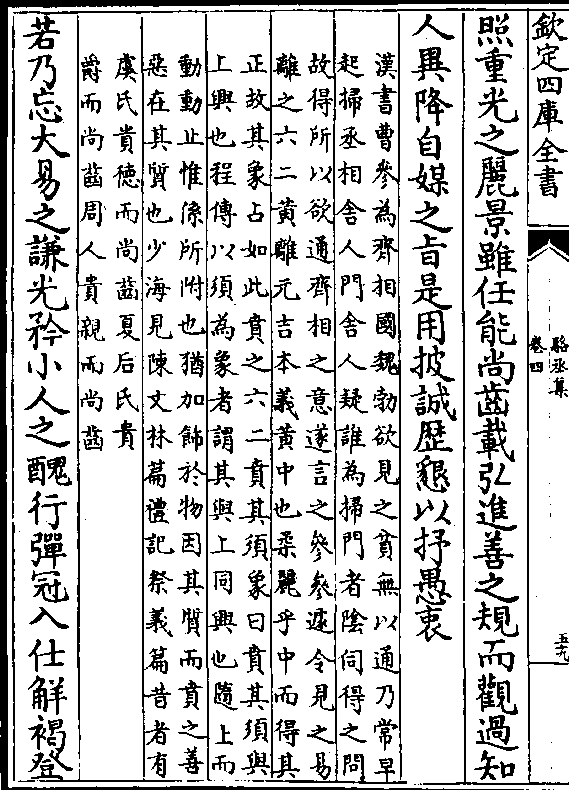 欽定四庫全書
駱丞集
卷四
五九
照重光之麗景雖任能尚齒載弘進善之規而觀過知
人異降自媒之旨是用披誠歷懇以抒愚衷
漢書曹參為齊相國魏勃欲見之貧無以通乃常早
起掃丞相舍人門舍人疑誰為掃門者陰伺得之問
故得所以欲通齊相之意遂言之參參遽令見之易
離之六二黃離元吉本義黃中也柔麗乎中而得其
正故其象占如此賁之六二賁其須象曰賁其須與
上興也程傳以須為象者謂其與上同興也隨上而
動動止惟係所附也猶加飾於物因其質而賁之善
惡在其質也少海見陳文林篇禮記祭義篇昔者有
虞氏貴德而尚齒夏后氏貴
爵而尚齒周人貴親而尚齒
若乃忘大易之謙光矜小人之醜行彈冠入仕解褐登